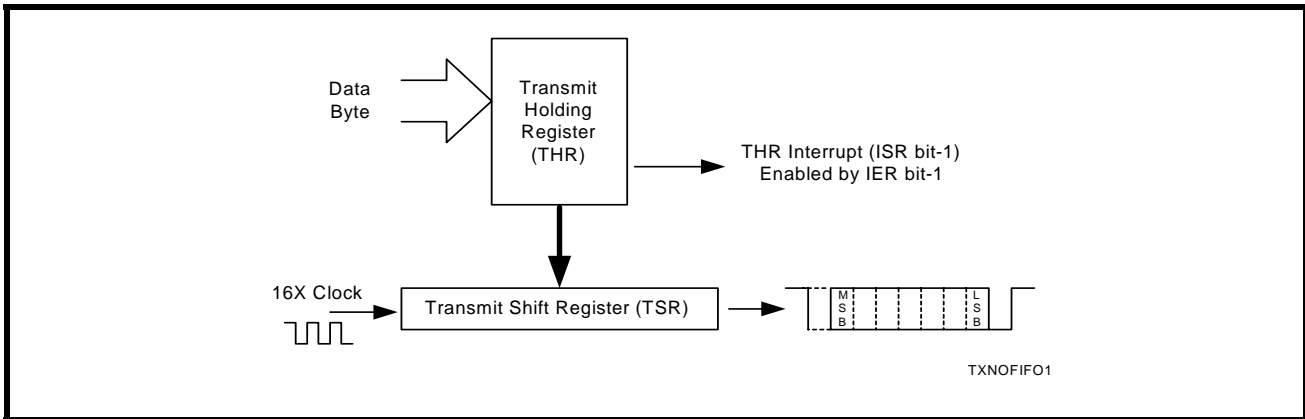 Data
Byte
Transmit
Holding
Register
(THR)
THR Interrupt (ISR bit-1)
Enabled by IER bit-1
16X Clock
Transmit Shift Register (TSR)
M
S
B
L
S
B
TXNOFIFO1